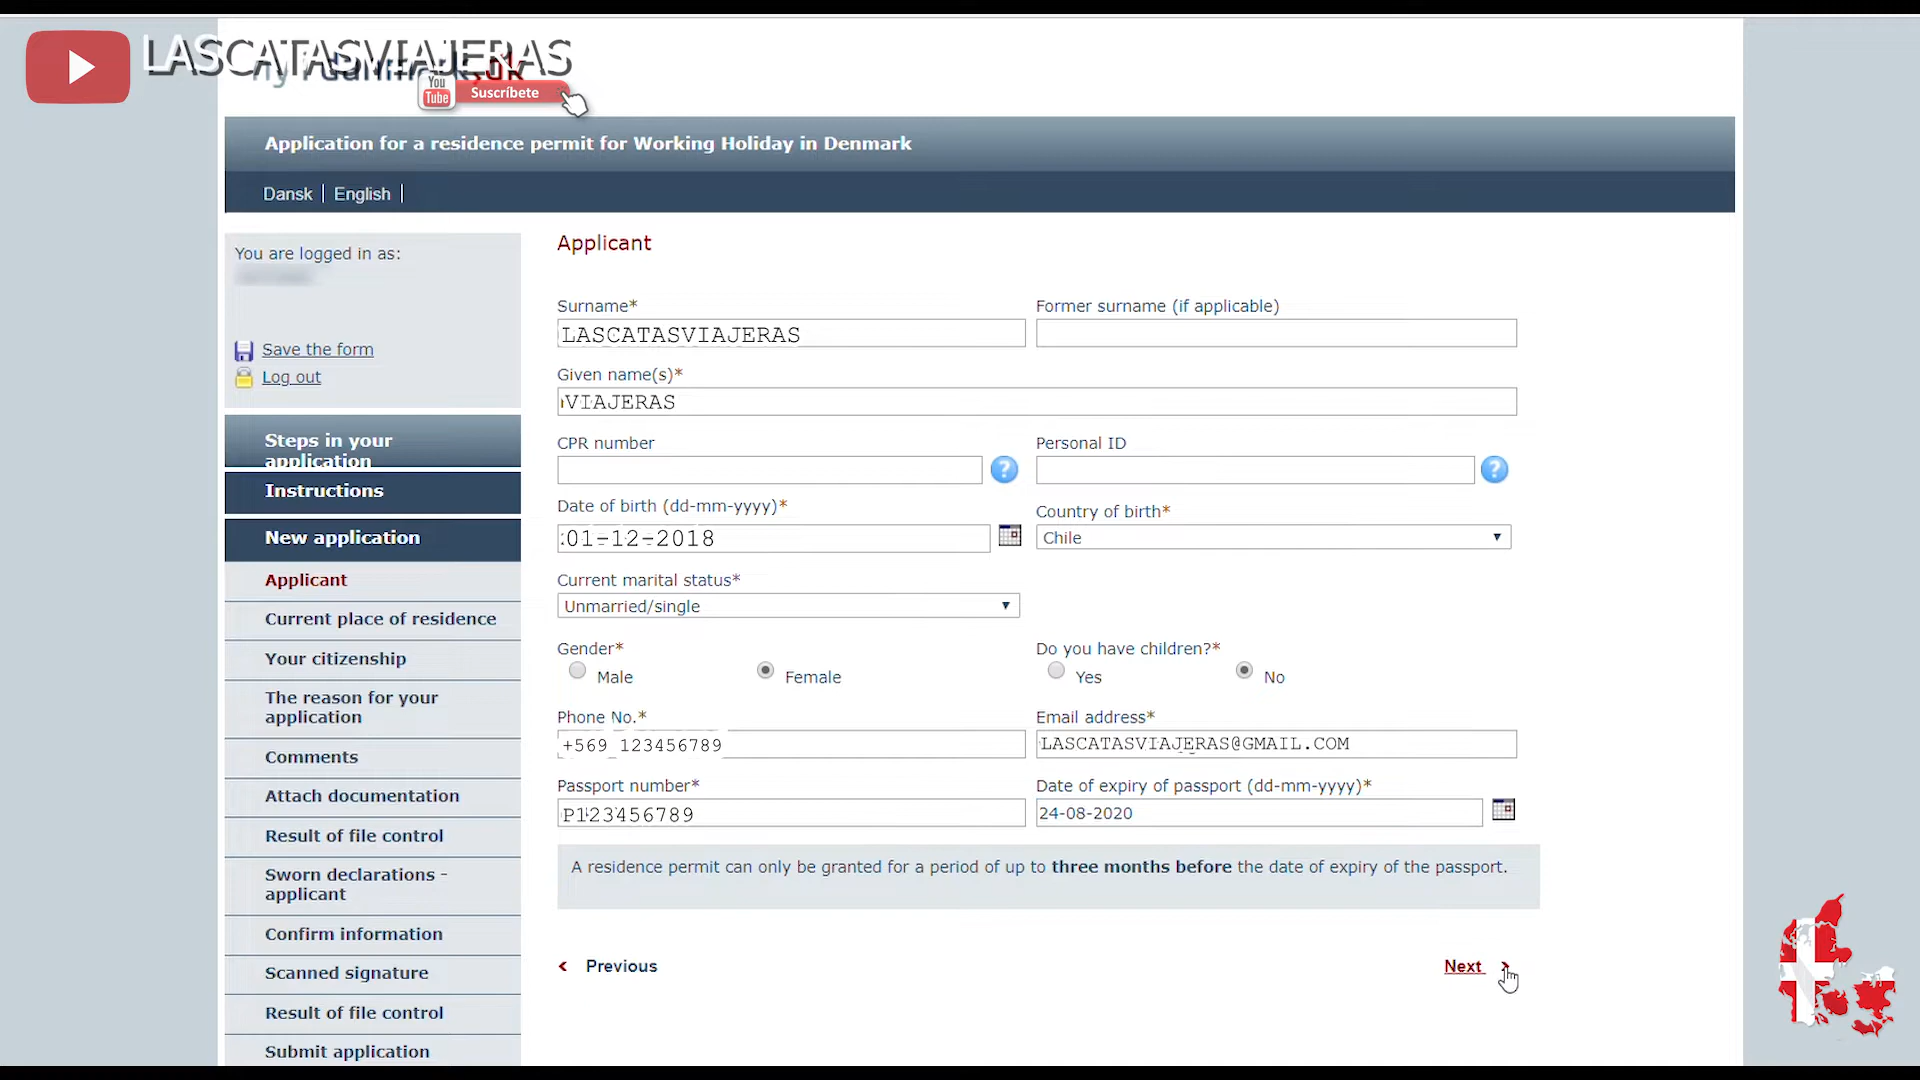 LASCATASVIAJERAS
You
Tube
Suscríbete
Application for a residence permit for Working Holiday in Denmark
Dansk | English |
You are logged in as:
Save the form
Log out
Steps in your
application
Instructions
New application
Applicant
Current place of residence
Your citizenship
The reason for your
application
Comments
Attach documentation
Result of file control
Sworn declarations -
applicant
Confirm information
Scanned signature
Result of file control
Submit application
Applicant
Surname* Former surname (if applicable)
LASCATASVIAJERAS
Given name(s)*
VIAJERAS
CPR number Personal ID
? ?
Date of birth (dd-mm-yyyy)* Country of birth*
01-12-2018 Chile
Current marital status*
Unmarried/single
Gender* Do you have children?*
Male Female Yes No
Phone No.* Email address*
+569 123456789 LASCATASVIAJERAS@GMAIL.COM
Passport number* Date of expiry of passport (dd-mm-yyyy)*
P123456789 24-08-2020
A residence permit can only be granted for a period of up to three months before the date of expiry of the passport.
Previous Next